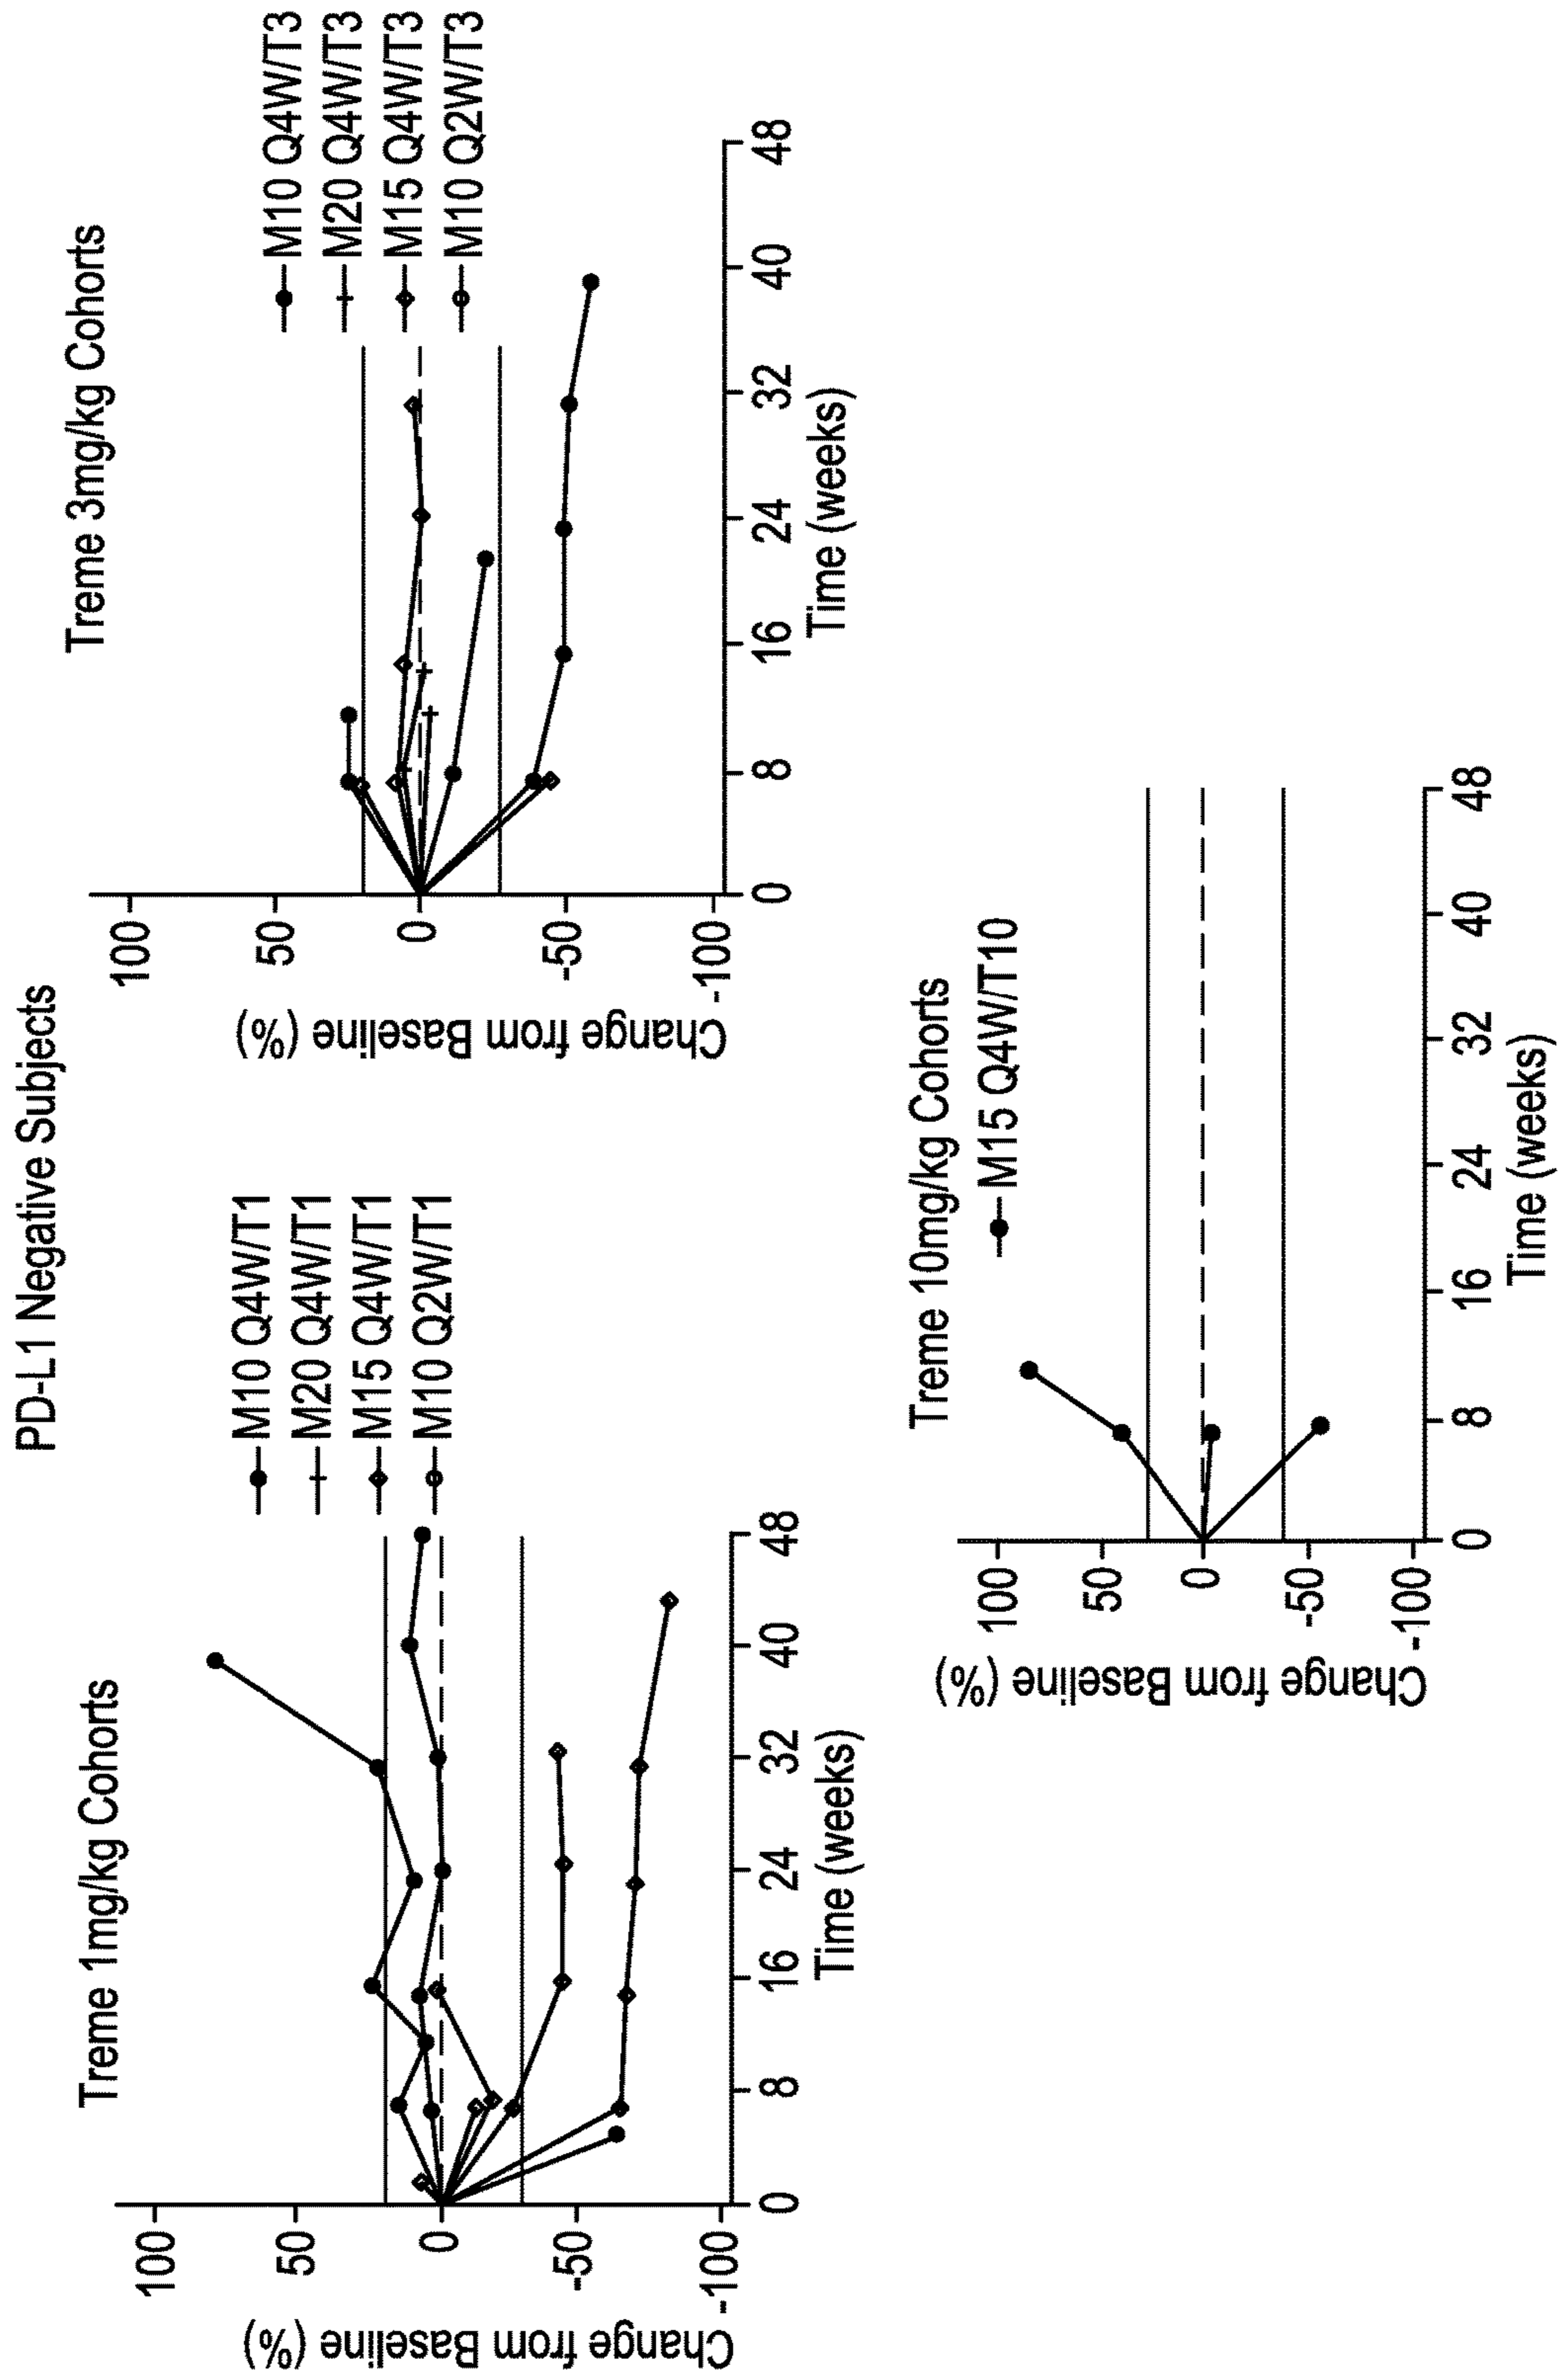 PD-L1 Negative Subjects
Treme 1mg/kg Cohorts
M10 Q4W/T1
M20 Q4W/T1
M15 Q4W/T1
M10 Q2W/T1
Change from Baseline (%)
100
50
0
-50
-100
0
8
16
24
32
40
48
Time (weeks)
Treme 3mg/kg Cohorts
M10 Q4W/T3
M20 Q4W/T3
M15 Q4W/T3
M10 Q2W/T3
Change from Baseline (%)
100
50
0
-50
-100
0
8
16
24
32
40
48
Time (weeks)
Treme 10mg/kg Cohorts
M15 Q4W/T10
Change from Baseline (%)
100
50
0
-50
-100
0
8
16
24
32
40
48
Time (weeks)